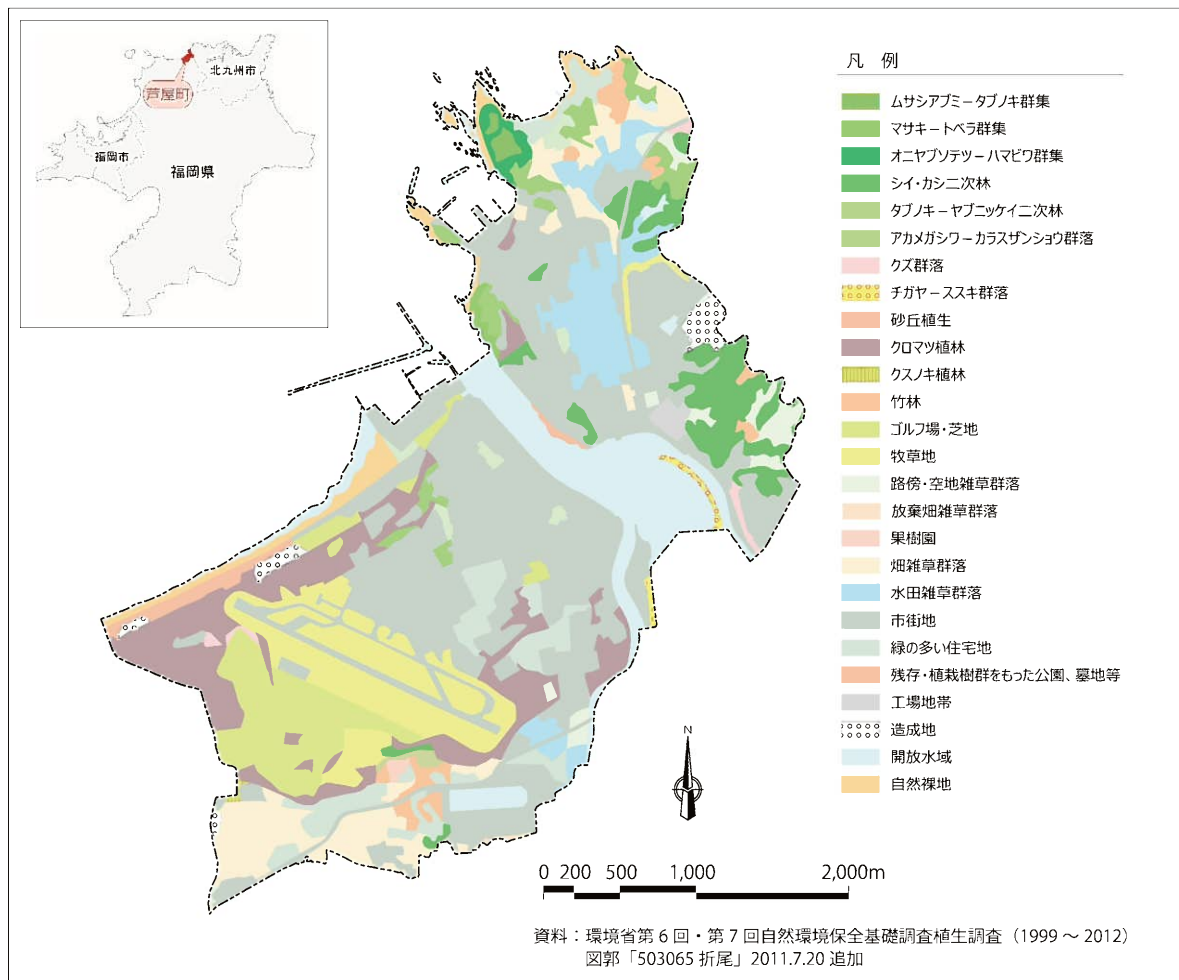 北九州市
芦屋町
福岡市
福岡県
凡 例
ムサシアブミータブノキ群集
マサキートベラ群集
オニヤブソテツーハマビワ群集
シイ・カシ二次林
タブノキーヤブニッケイ二次林
アカメガシワーカラスザンショウ群落
クズ群落
チガヤーススキ群落
砂丘植生
クロマツ植林
クスノキ植林
竹林
ゴルフ場・芝地
牧草地
路傍・空地雑草群落
放棄畑雑草群落
果樹園
畑雑草群落
水田雑草群落
市街地
緑の多い住宅地
残存・植栽樹群をもった公園、墓地等
工場地帯
造成地
開放水域
自然裸地
N
0 200 500 1,000 2,000m
資料：環境省第6回・第7回自然環境保全基礎調査植生調査（1999～2012）
図郭「503065 折尾」2011.7.20 追加